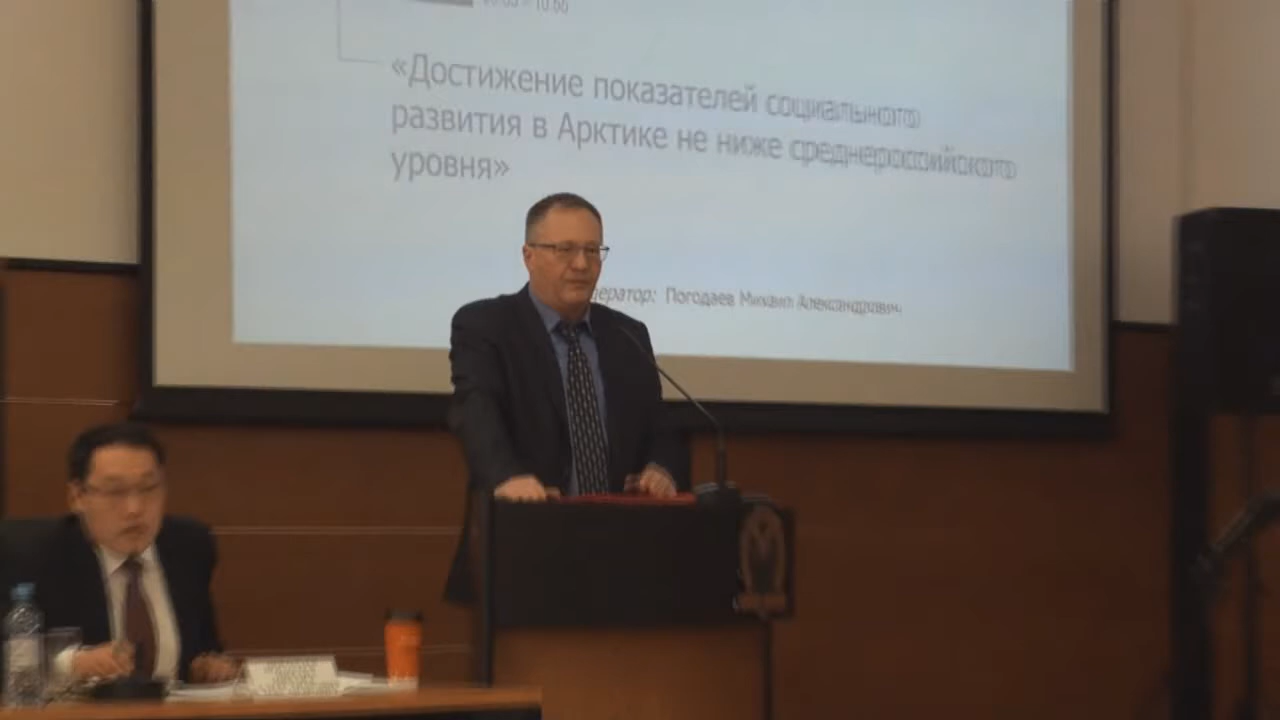 «Достижение показателей социального
развития в Арктике не ниже среднероссийского
уровня»
Погодаев Михаил Александрович